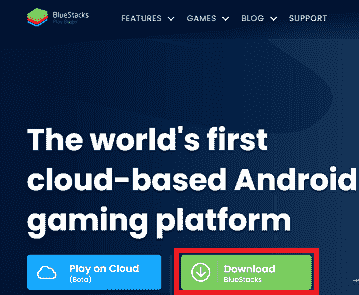 BlueStacks
FEATURES GAMES BLOG SUPPORT
The world's first
cloud-based Android
gaming platform
Play on Cloud
(Beta)
Download
BlueStacks